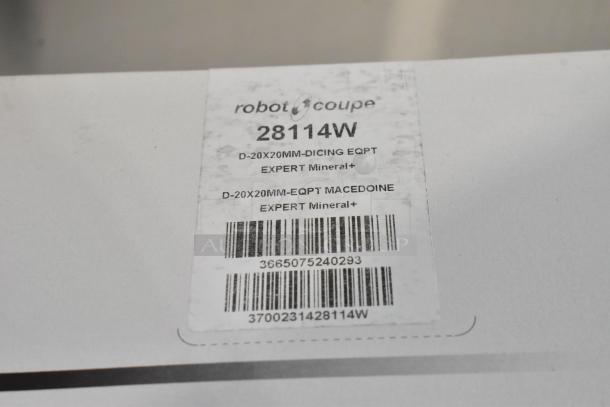 robot coupe
28114W
D-20X20MM-DICING EQPT
EXPERT Mineral+
D-20X20MM-EQPT MACEDOINE
EXPERT Mineral+
3665075240293
3700231428114W